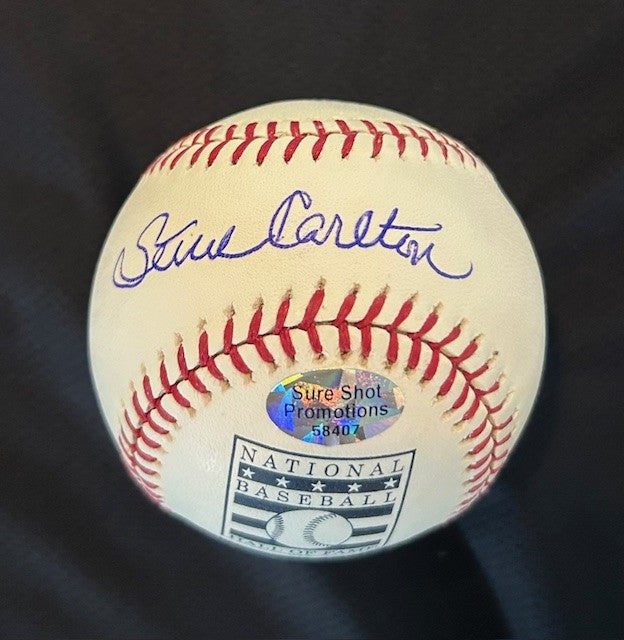 Steve Carlton
Sure Shot
Promotions
58407
NATIONAL
BASEBALL
HALL OF FAME